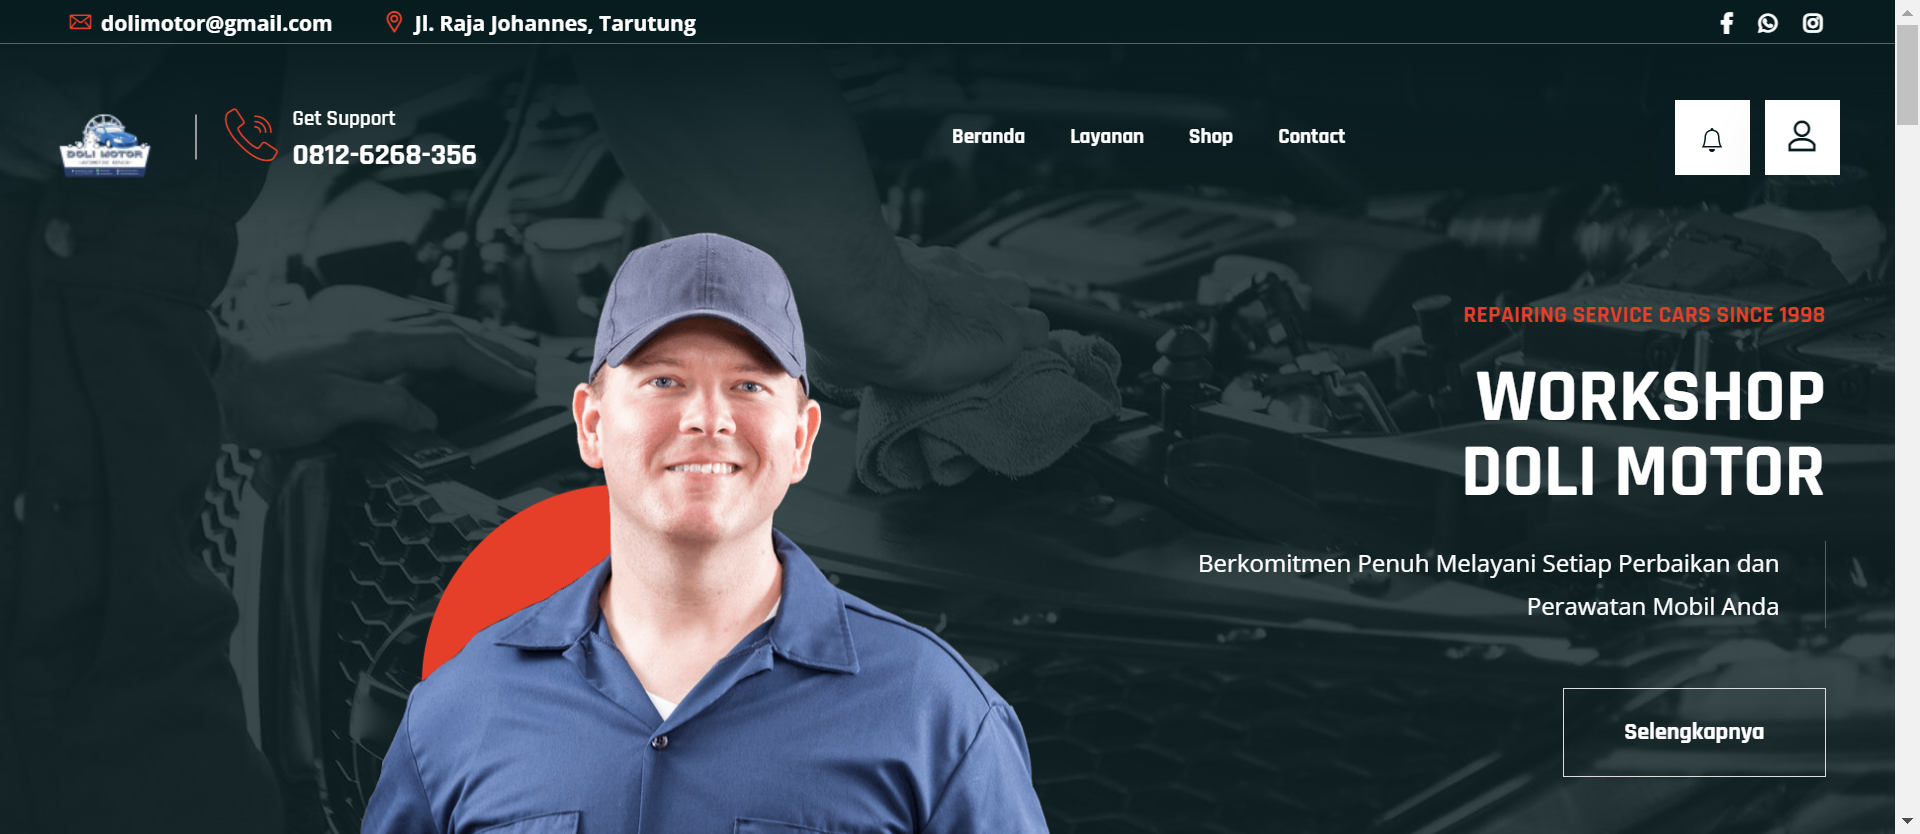 dolimotor@gmail.com
Jl. Raja Johannes, Tarutung
DOLI MOTOR
Get Support
0812-6268-356
Beranda
Layanan
Shop
Contact
REPAIRING SERVICE CARS SINCE 1998
WORKSHOP
DOLI MOTOR
Berkomitmen Penuh Melayani Setiap Perbaikan dan
Perawatan Mobil Anda
Selengkapnya